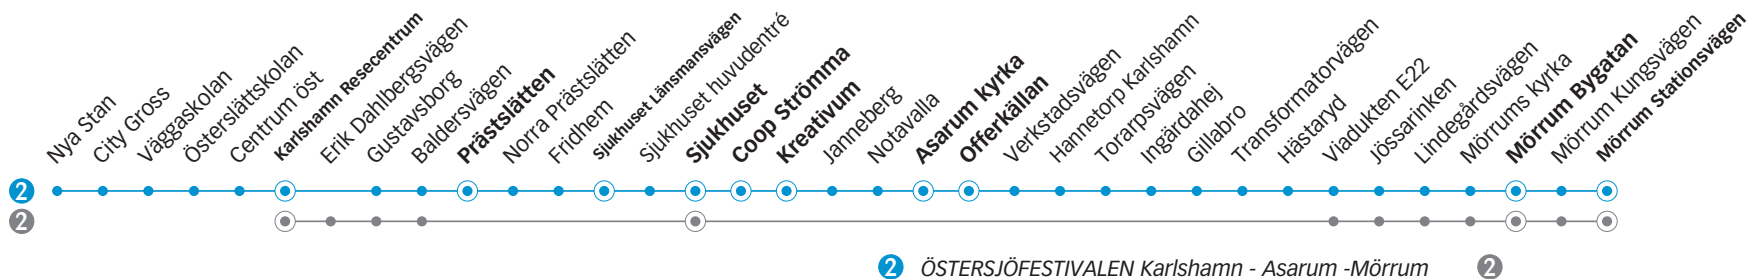 Nya Stan
City Gross
Väggaskolan
Österslättskolan
Centrum öst
Karlshamn Resecentrum
Erik Dahlbergsvägen
Gustavsborg
Baldersvägen
Prästslätten
Norra Prästslätten
Fridhem
Sjukhuset Länsmansvägen
Sjukhuset huvudentré
Sjukhuset
Coop Strömma
Kreativum
Janneberg
Notavalla
Asarum kyrka
Offerkällan
Verkstadsvägen
Hannetorp Karlshamn
Torarpsvägen
Ingärdahej
Gillabro
Transformatorvägen
Hästaryd
Viadukten E22
Jössarinken
Lindegårdsvägen
Mörrums kyrka
Mörrum Bygatan
Mörrum Kungsvägen
Mörrum Stationsvägen
2
2
2 ÖSTERSJÖFESTIVALEN Karlshamn - Asarum -Mörrum 2